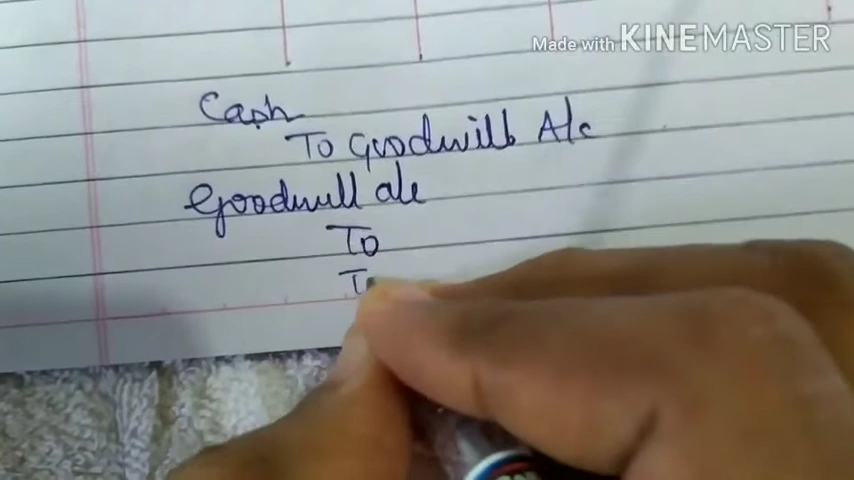 Made with KINEMASTER
Cash
To Goodwill A/c
Goodwill a/c
To
T